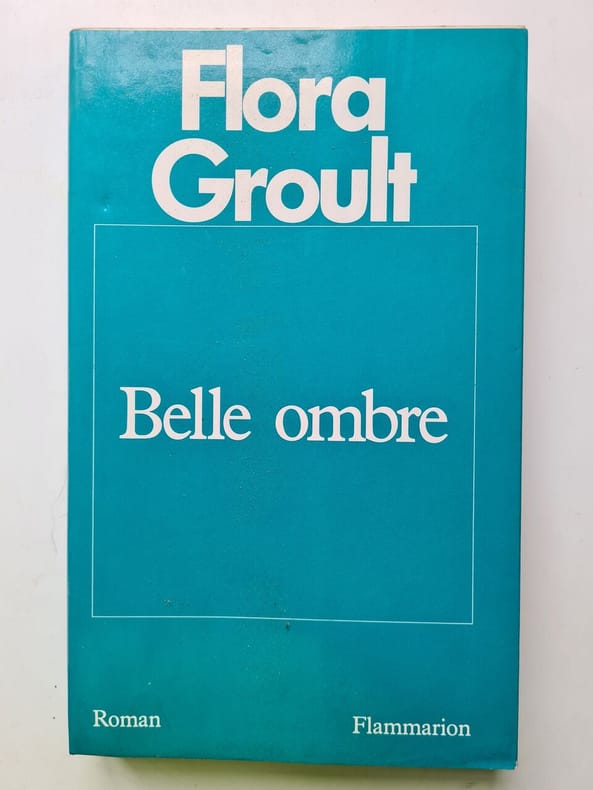 Flora
Groult
Belle ombre
Roman
Flammarion